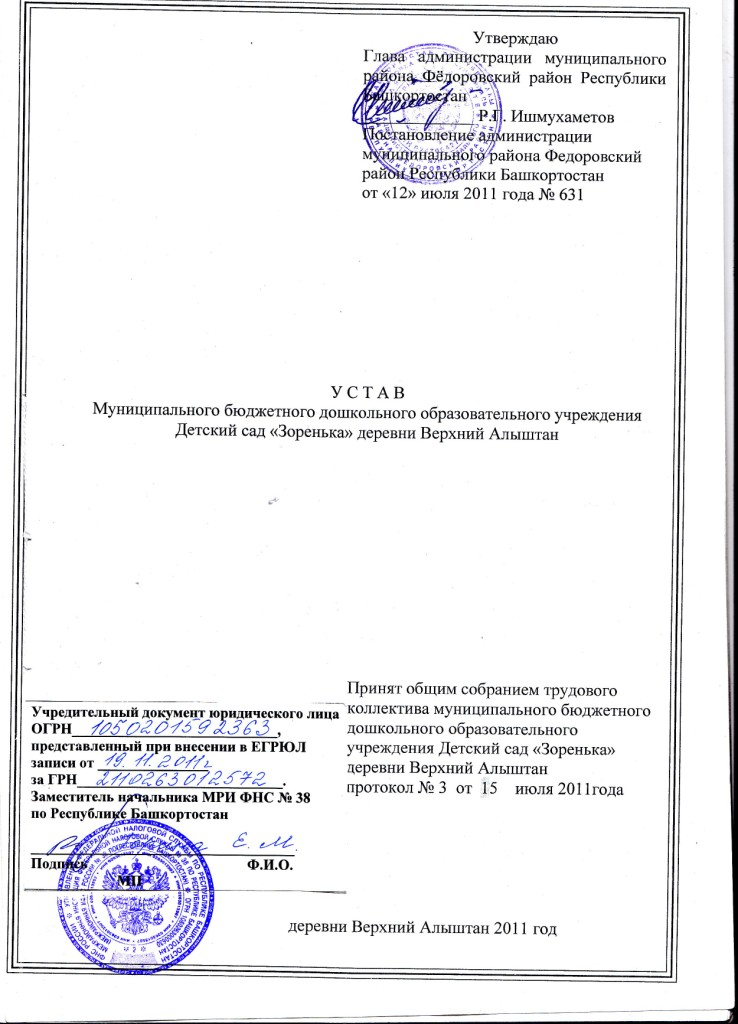 Утверждаю
Глава администрации муниципального
района Фёдоровский район Республики
Башкортостан
Р.Г. Ишмухаметов
Постановление администрации
муниципального района Федоровский
район Республики Башкортостан
от «12» июля 2011 года № 631
У С Т А В
Муниципального бюджетного дошкольного образовательного учреждения
Детский сад «Зоренька» деревни Верхний Алыштан
Принят общим собранием трудового
коллектива муниципального бюджетного
дошкольного образовательного
учреждения Детский сад «Зоренька»
деревни Верхний Алыштан
протокол № 3 от 15 июля 2011года
Учредительный документ юридического лица
ОГРН 1050201592363,
представленный при внесении в ЕГРЮЛ
записи от 19.11.2011г
за ГРН 2110263012572.
Заместитель начальника МРИ ФНС № 38
по Республике Башкортостан
Е. М.
Подпись Ф.И.О.
МП
деревни Верхний Алыштан 2011 год